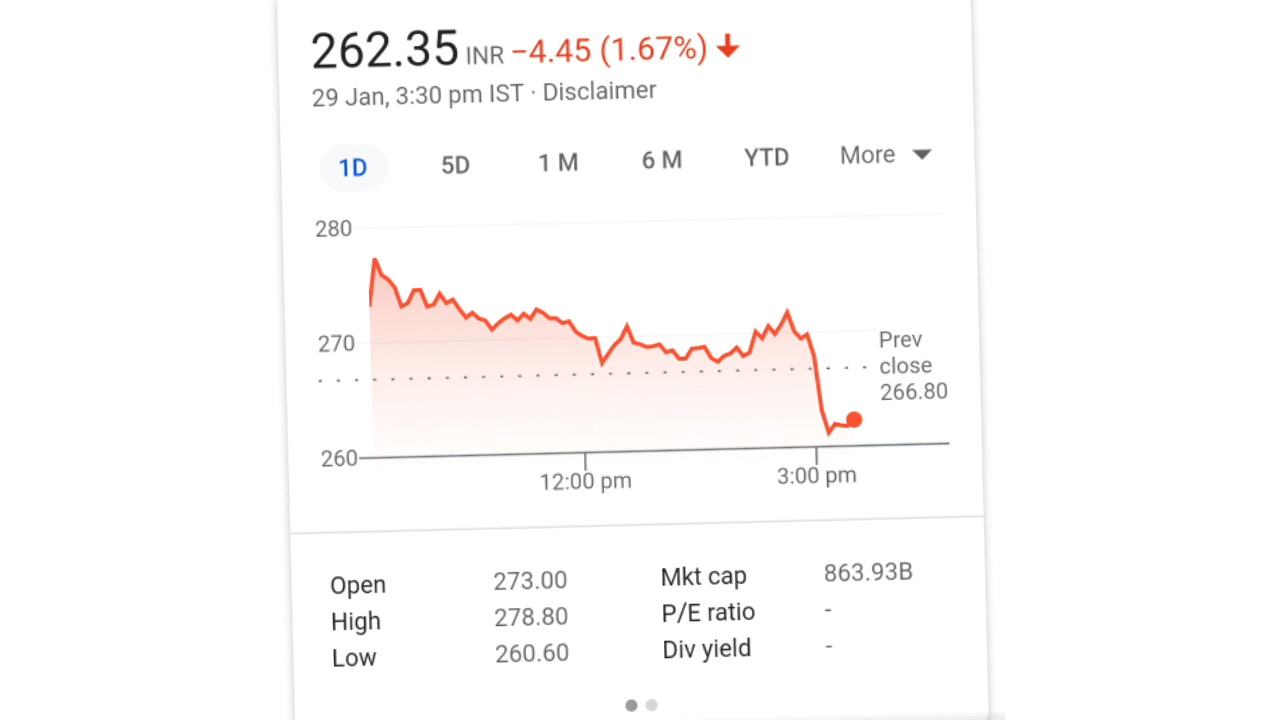 262.35 INR −4.45 (1.67%)
29 Jan, 3:30 pm IST · Disclaimer
1D 5D 1 M 6 M YTD More
280
270
260
Prev
close
266.80
12:00 pm 3:00 pm
Open 273.00 Mkt cap 863.93B
High 278.80 P/E ratio -
Low 260.60 Div yield -